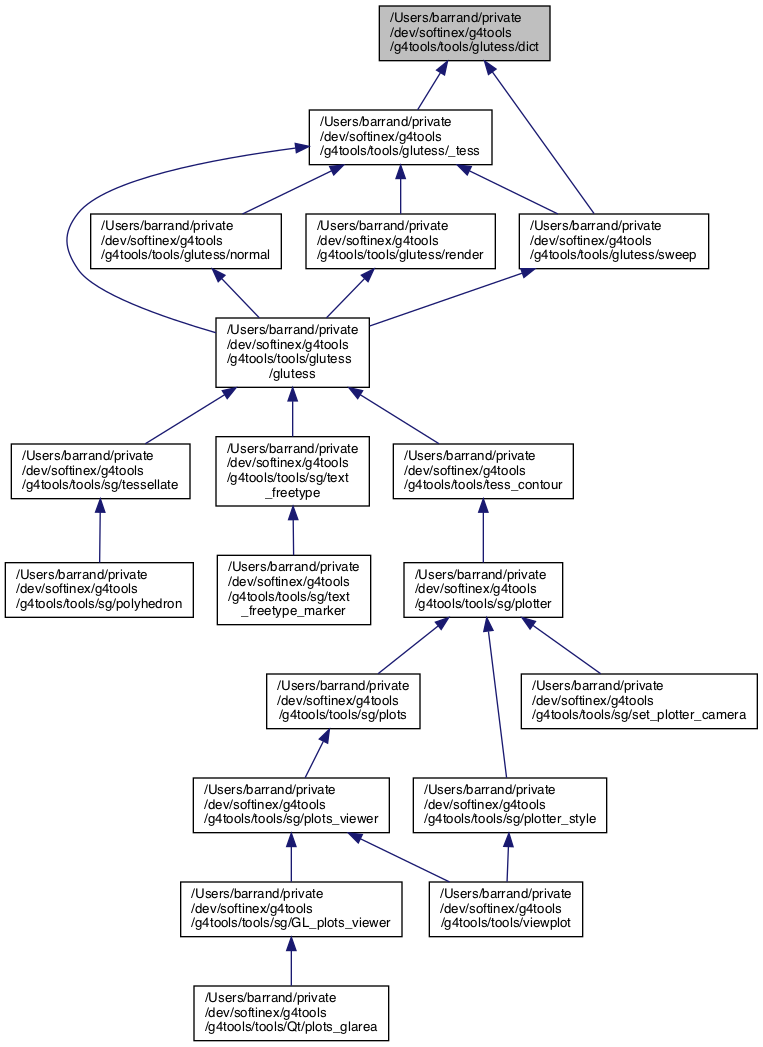 /Users/barrand/private
/dev/softinex/g4tools
/g4tools/tools/glutess/dict
/Users/barrand/private
/dev/softinex/g4tools
/g4tools/tools/glutess/_tess
/Users/barrand/private
/dev/softinex/g4tools
/g4tools/tools/glutess/normal
/Users/barrand/private
/dev/softinex/g4tools
/g4tools/tools/glutess/render
/Users/barrand/private
/dev/softinex/g4tools
/g4tools/tools/glutess/sweep
/Users/barrand/private
/dev/softinex/g4tools
/g4tools/tools/glutess
/glutess
/Users/barrand/private
/dev/softinex/g4tools
/g4tools/tools/sg/tessellate
/Users/barrand/private
/dev/softinex/g4tools
/g4tools/tools/sg/text
_freetype
/Users/barrand/private
/dev/softinex/g4tools
/g4tools/tools/tess_contour
/Users/barrand/private
/dev/softinex/g4tools
/g4tools/tools/sg/polyhedron
/Users/barrand/private
/dev/softinex/g4tools
/g4tools/tools/sg/text
_freetype_marker
/Users/barrand/private
/dev/softinex/g4tools
/g4tools/tools/sg/plotter
/Users/barrand/private
/dev/softinex/g4tools
/g4tools/tools/sg/plots
/Users/barrand/private
/dev/softinex/g4tools
/g4tools/tools/sg/set_plotter_camera
/Users/barrand/private
/dev/softinex/g4tools
/g4tools/tools/sg/plots_viewer
/Users/barrand/private
/dev/softinex/g4tools
/g4tools/tools/sg/plotter_style
/Users/barrand/private
/dev/softinex/g4tools
/g4tools/tools/sg/GL_plots_viewer
/Users/barrand/private
/dev/softinex/g4tools
/g4tools/tools/viewplot
/Users/barrand/private
/dev/softinex/g4tools
/g4tools/tools/Qt/plots_glarea